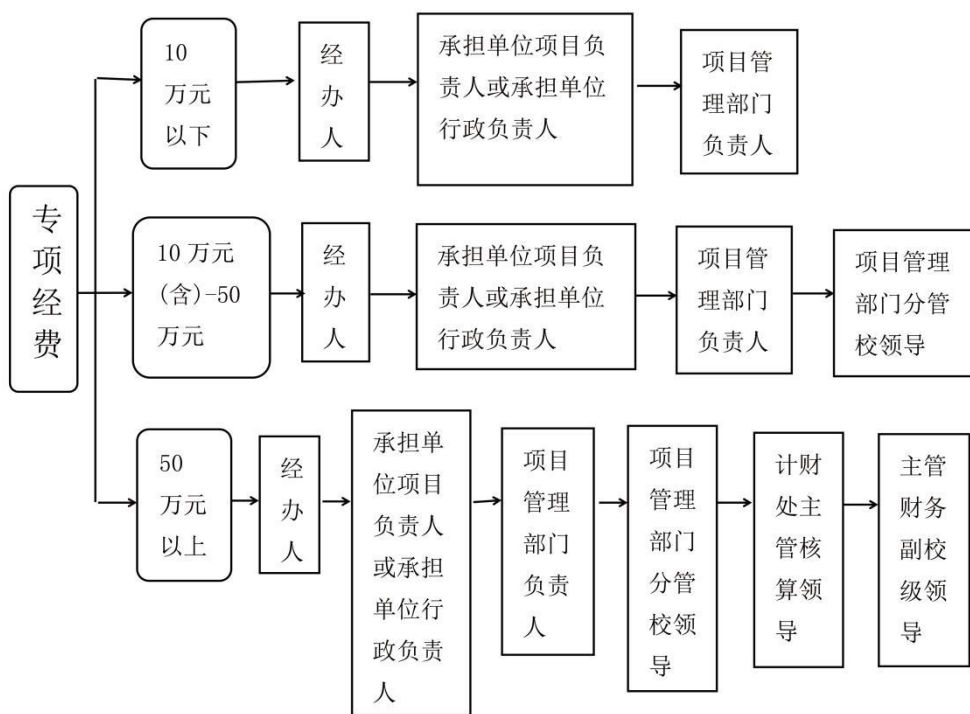 专
项
经
费
10
万元
以下
经
办
人
承担单位项目负
责人或承担单位
行政负责人
项目管
理部门
负责人
10 万元
(含)-50
万元
经
办
人
承担单位项目负
责人或承担单位
行政负责人
项目管
理部门
负责人
项目管理
部门分管
校领导
50
万元
以上
经
办
人
承担单
位项目
负责人
或承担
单位行
政负责
人
项目
管理
部门
负责
人
项目
管理
部门
分管
校领
导
计财
处主
管核
算领
导
主管
财务
副校
级领
导